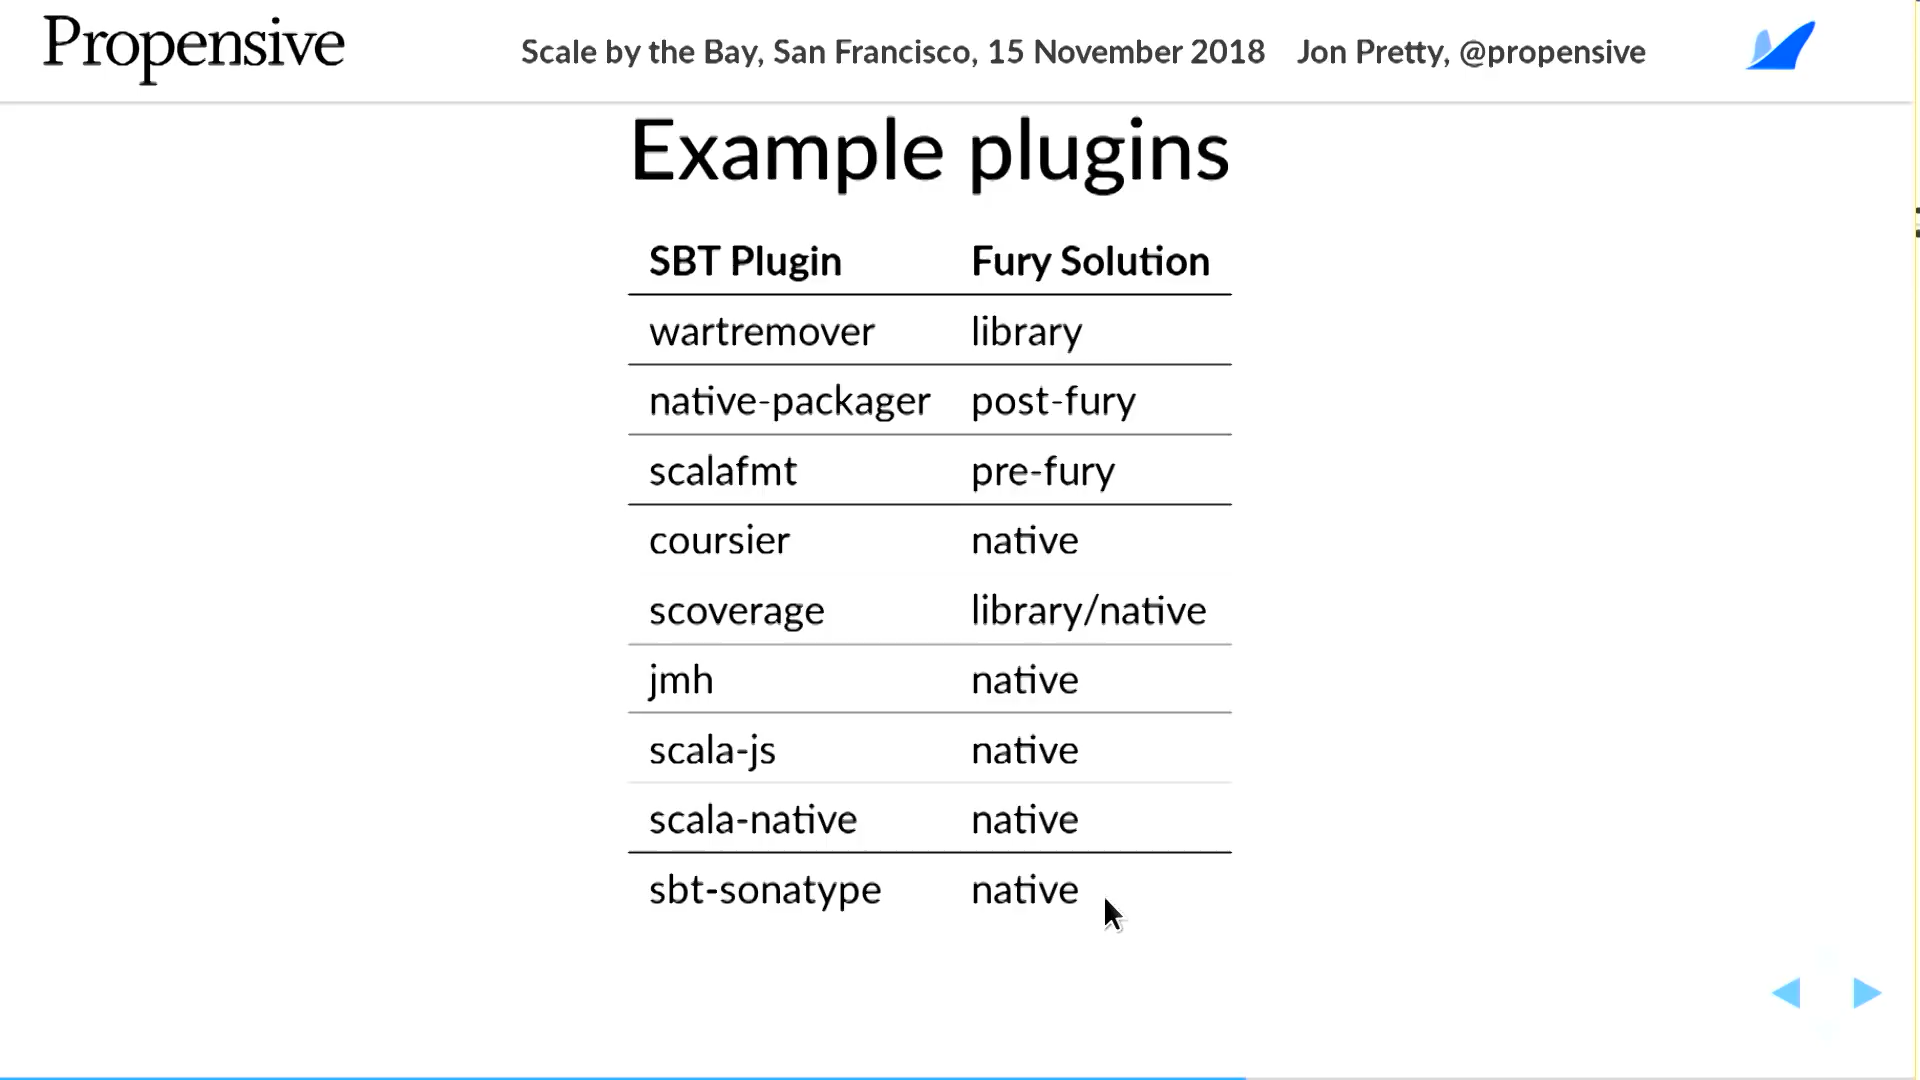 Propensive
Scale by the Bay, San Francisco, 15 November 2018 Jon Pretty, @propensive
Example plugins
SBT Plugin Fury Solution
wartremover library
native-packager post-fury
scalafmt pre-fury
coursier native
scoverage library/native
jmh native
scala-js native
scala-native native
sbt-sonatype native